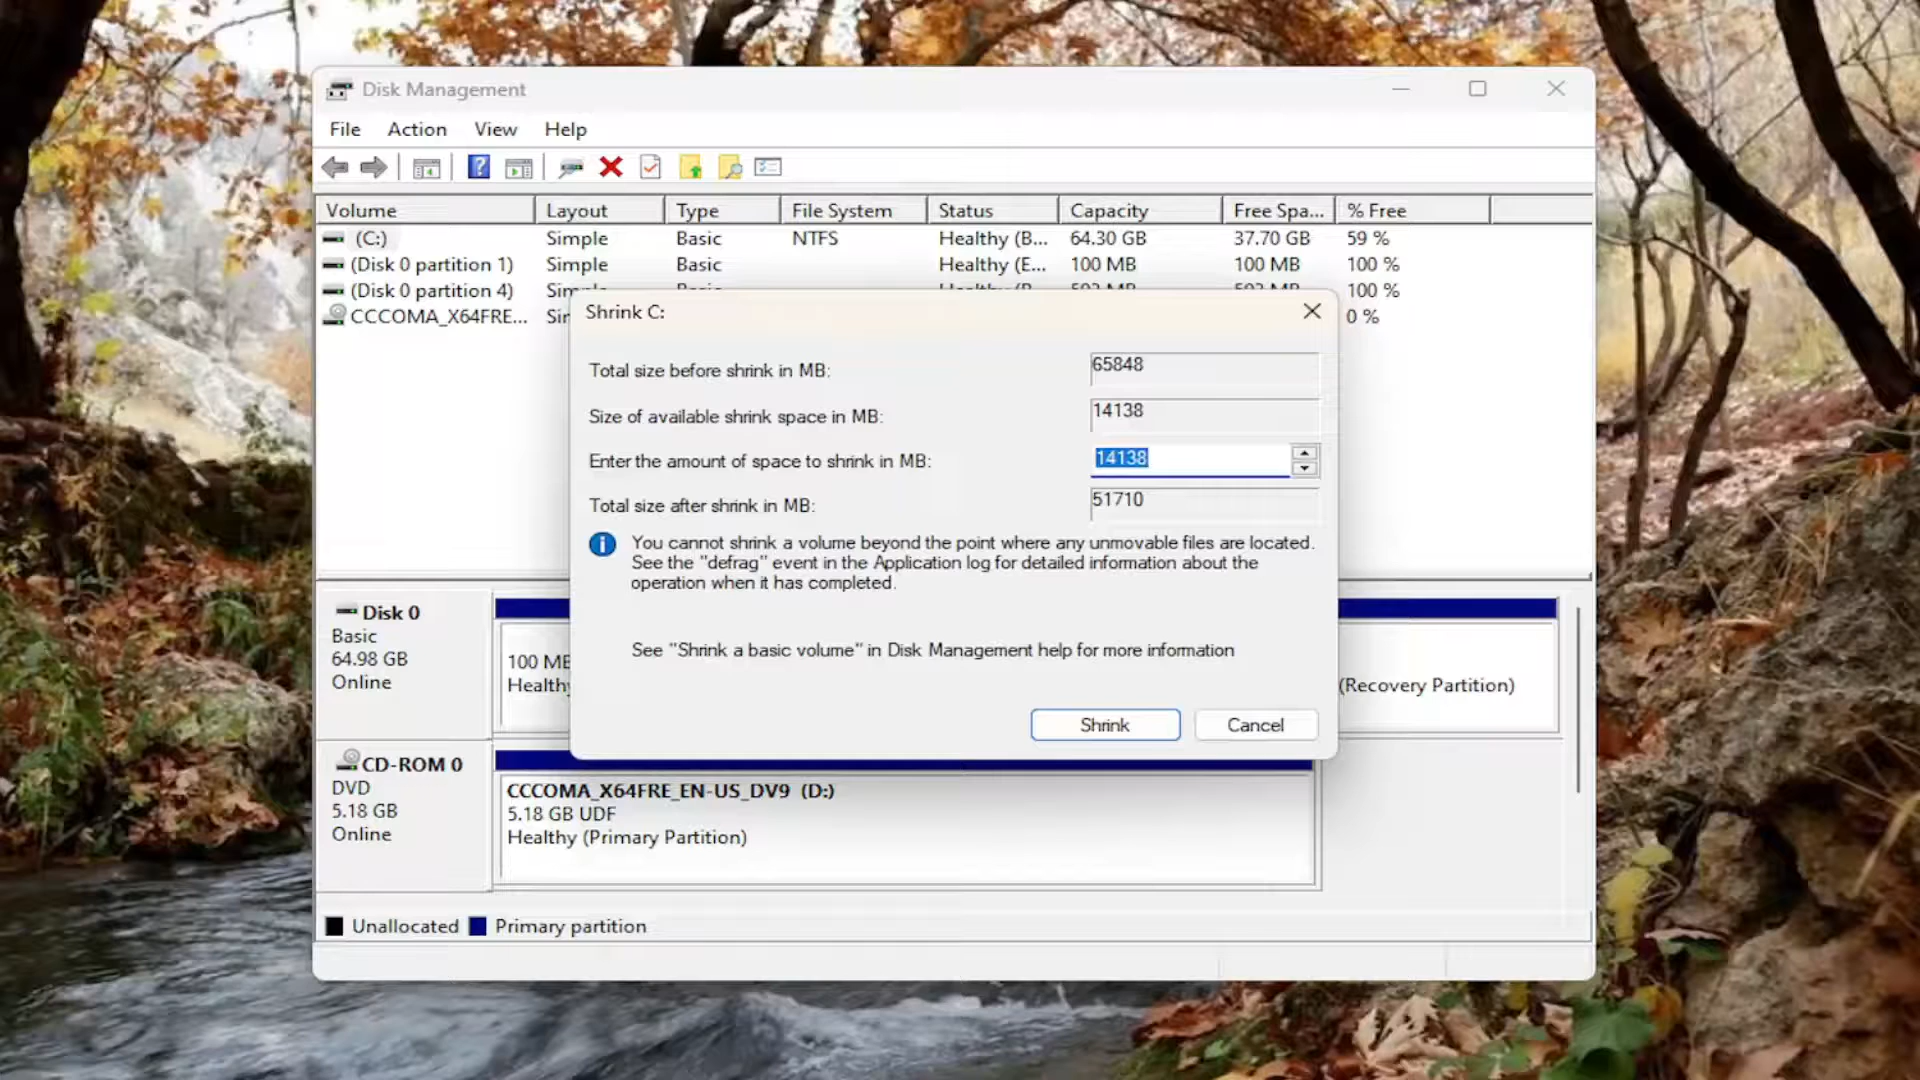 Disk Management
File Action View Help
Volume Layout Type File System Status Capacity Free Spa... % Free
(C:) Simple Basic NTFS Healthy (B... 64.30 GB 37.70 GB 59 %
(Disk 0 partition 1) Simple Basic Healthy (E... 100 MB 100 MB 100 %
(Disk 0 partition 4) 100 %
CCCOMA_X64FRE... 0 %
Shrink C:
Total size before shrink in MB: 65848
Size of available shrink space in MB: 14138
Enter the amount of space to shrink in MB: 14138
Total size after shrink in MB: 51710
You cannot shrink a volume beyond the point where any unmovable files are located.
See the "defrag" event in the Application log for detailed information about the
operation when it has completed.
See "Shrink a basic volume" in Disk Management help for more information
Shrink Cancel
Disk 0
Basic
64.98 GB
Online
100 MB
Healthy
(Recovery Partition)
CD-ROM 0
DVD
5.18 GB
Online
CCCOMA_X64FRE_EN-US_DV9 (D:)
5.18 GB UDF
Healthy (Primary Partition)
Unallocated Primary partition